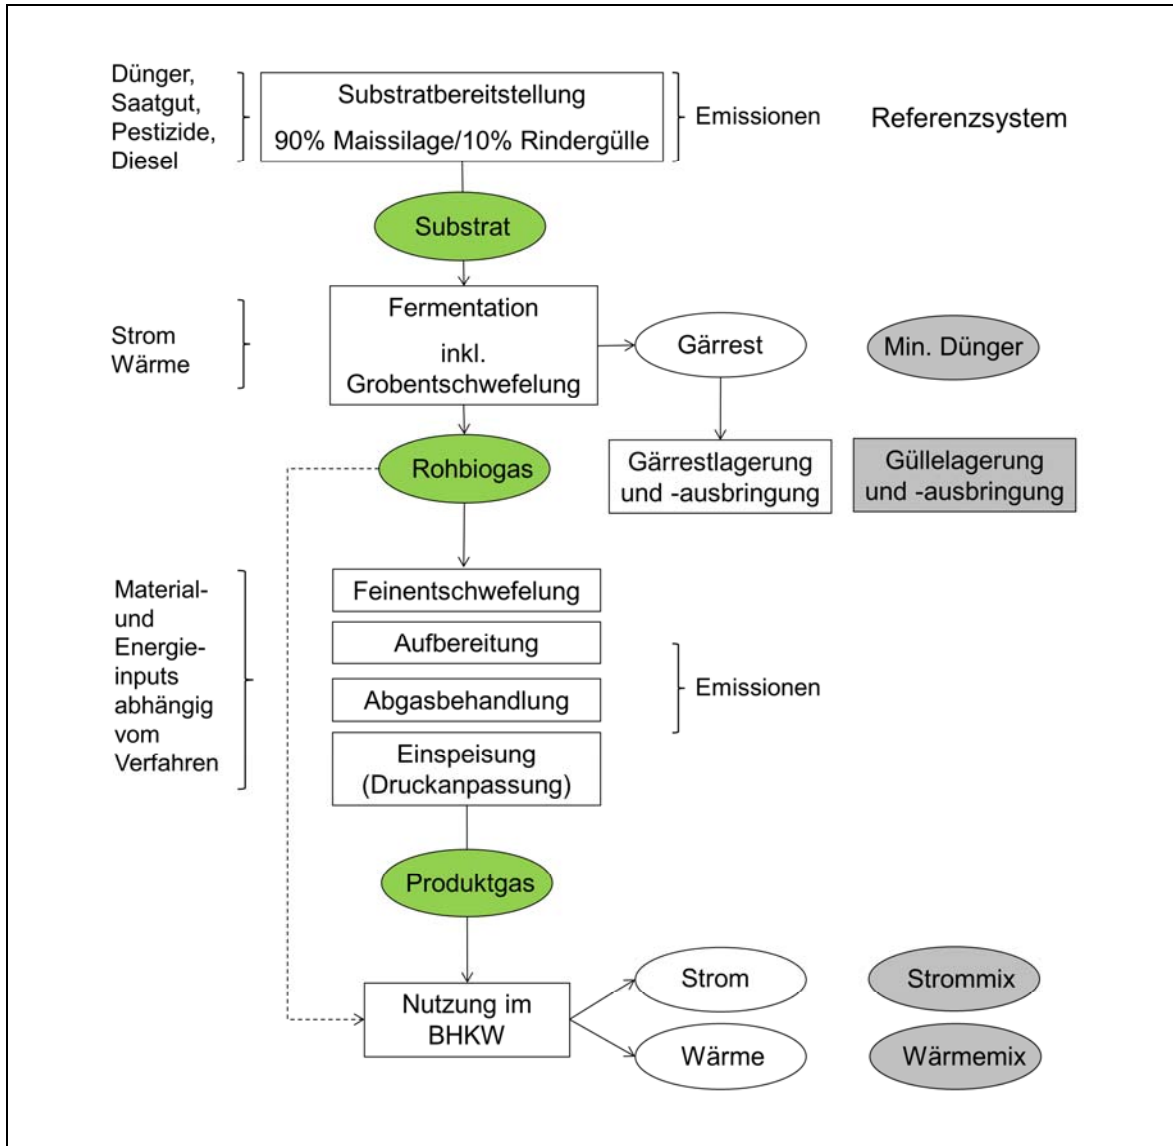 Dünger,
Saatgut,
Pestizide,
Diesel
Substratbereitstellung
90% Maissilage/10% Rindergülle
Emissionen
Referenzsystem
Substrat
Strom
Wärme
Fermentation
inkl.
Grobentschwefelung
Gärrest
Min. Dünger
Rohbiogas
Gärrestlagerung
und -ausbringung
Güllelagerung
und -ausbringung
Material-
und
Energie-
inputs
abhängig
vom
Verfahren
Feinentschwefelung
Aufbereitung
Abgasbehandlung
Einspeisung
(Druckanpassung)
Emissionen
Produktgas
Nutzung im
BHKW
Strom
Strommix
Wärme
Wärmemix